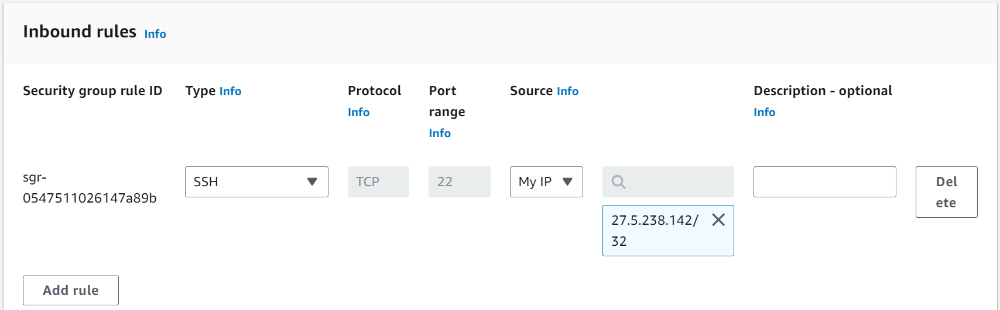 Inbound rules Info
Security group rule ID Type Info Protocol Info Port range Info Source Info Description - optional Info
sgr-0547511026147a89b SSH TCP 22 My IP 27.5.238.142/32 Delete
Add rule